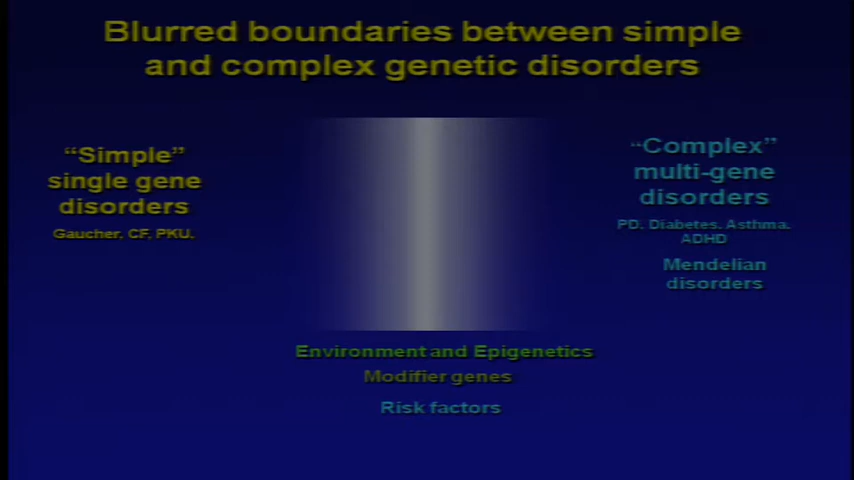 Blurred boundaries between simple
and complex genetic disorders
“Simple”
single gene
disorders
Gaucher, CF, PKU,
“Complex”
multi-gene
disorders
PD, Diabetes, Asthma,
ADHD
Mendelian
disorders
Environment and Epigenetics
Modifier genes
Risk factors